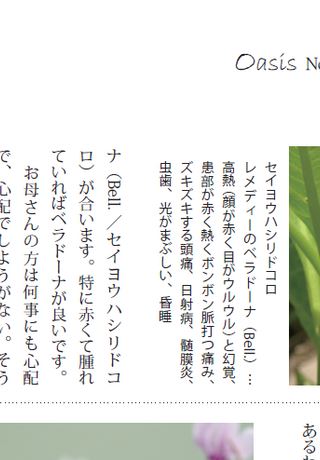 Oasis
セイヨウハシリドコロ
レメディーのベラドーナ（Bell.）…
高熱（顔が赤く目がウルウル）と幻覚、
患部が赤く熱くボンボン脈打つ痛み、
ズキズキする頭痛、日射病、髄膜炎、
虫歯、光がまぶしい、昏睡
ナ（Bell.／セイヨウハシリドコ
ロ）が合います。特に赤くて腫れ
ていればベラドーナが良いです。
お母さんの方は何事にも心配
で、心配でしょうがない。そう
ある